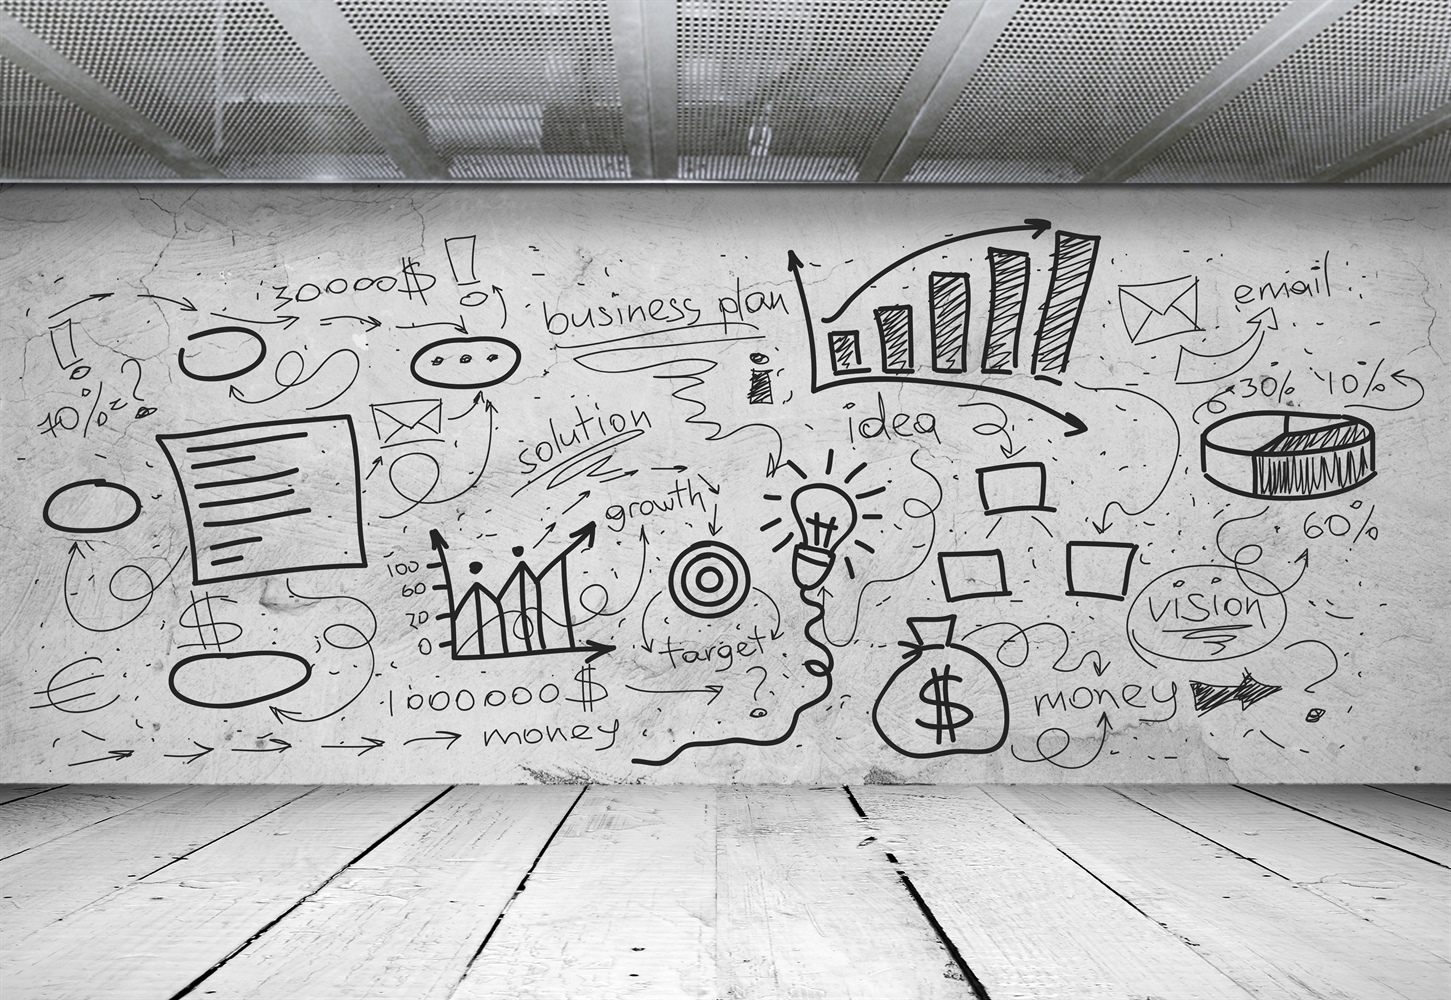 30000$ !
business plan
email
!
30% 10%
70%=?
i
idea
solution
growth
60%
100
60
20
0
$
vision
target
€
1000000$
?
$
money
?
money